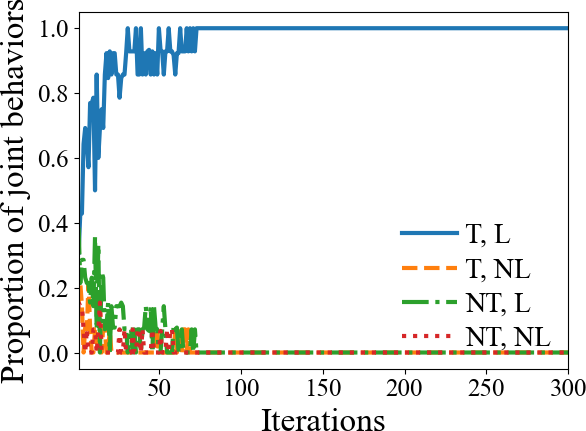 Proportion of joint behaviors
1.0
0.8
0.6
0.4
0.2
0.0
T, L
T, NL
NT, L
NT, NL
50 100 150 200 250 300
Iterations